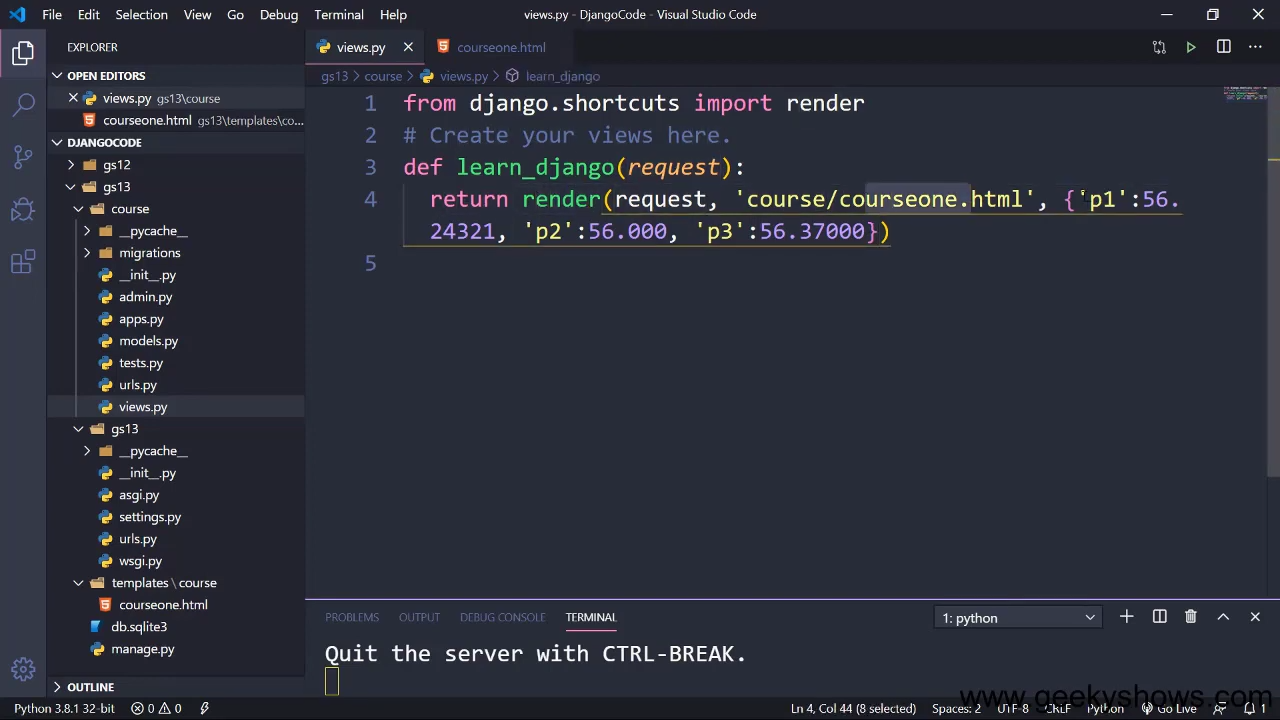 File Edit Selection View Go Debug Terminal Help views.py - DjangoCode - Visual Studio Code
EXPLORER
OPEN EDITORS
views.py gs13\course
courseone.html gs13\templates\co...
DJANGOCODE
gs12
gs13
course
__pycache__
migrations
__init__.py
admin.py
apps.py
models.py
tests.py
urls.py
views.py
gs13
__pycache__
__init__.py
asgi.py
settings.py
urls.py
wsgi.py
templates \ course
courseone.html
db.sqlite3
manage.py
OUTLINE
views.py courseone.html
gs13 > course > views.py > learn_django
1 from django.shortcuts import render
2 # Create your views here.
3 def learn_django(request):
4 return render(request, 'course/courseone.html', {'p1':56.
24321, 'p2':56.000, 'p3':56.37000})
5
PROBLEMS OUTPUT DEBUG CONSOLE TERMINAL 1: python
Quit the server with CTRL-BREAK.
www.geekyshows.com
Python 3.8.1 32-bit 0 0 Ln 4, Col 44 (8 selected) Spaces: 2 UTF-8 CRLF Python Go Live 1